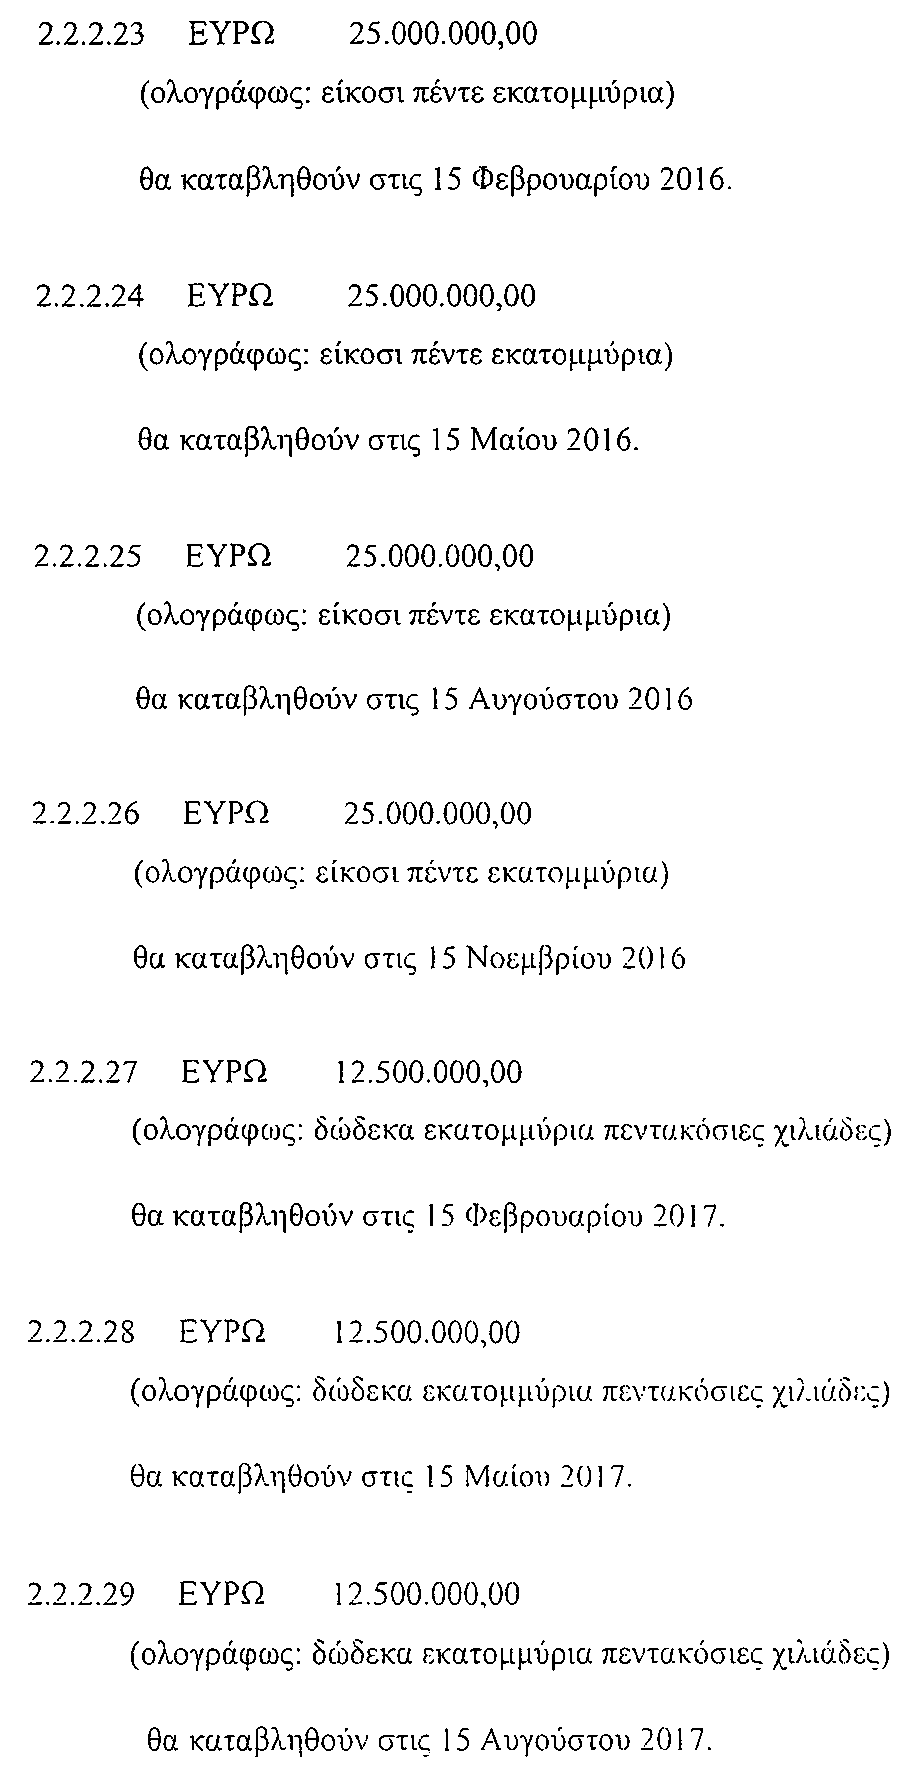 2.2.2.23 ΕΥΡΩ 25.000.000,00
(ολογράφως: είκοσι πέντε εκατομμύρια)
θα καταβληθούν στις 15 Φεβρουαρίου 2016.
2.2.2.24 ΕΥΡΩ 25.000.000,00
(ολογράφως: είκοσι πέντε εκατομμύρια)
θα καταβληθούν στις 15 Μαίου 2016.
2.2.2.25 ΕΥΡΩ 25.000.000,00
(ολογράφως: είκοσι πέντε εκατομμύρια)
θα καταβληθούν στις 15 Αυγούστου 2016
2.2.2.26 ΕΥΡΩ 25.000.000,00
(ολογράφως: είκοσι πέντε εκατομμύρια)
θα καταβληθούν στις 15 Νοεμβρίου 2016
2.2.2.27 ΕΥΡΩ 12.500.000,00
(ολογράφως: δώδεκα εκατομμύρια πεντακόσιες χιλιάδες)
θα καταβληθούν στις 15 Φεβρουαρίου 2017.
2.2.2.28 ΕΥΡΩ 12.500.000,00
(ολογράφως: δώδεκα εκατομμύρια πεντακόσιες χιλιάδες)
θα καταβληθούν στις 15 Μαίου 2017.
2.2.2.29 ΕΥΡΩ 12.500.000,00
(ολογράφως: δώδεκα εκατομμύρια πεντακόσιες χιλιάδες)
θα καταβληθούν στις 15 Αυγούστου 2017.